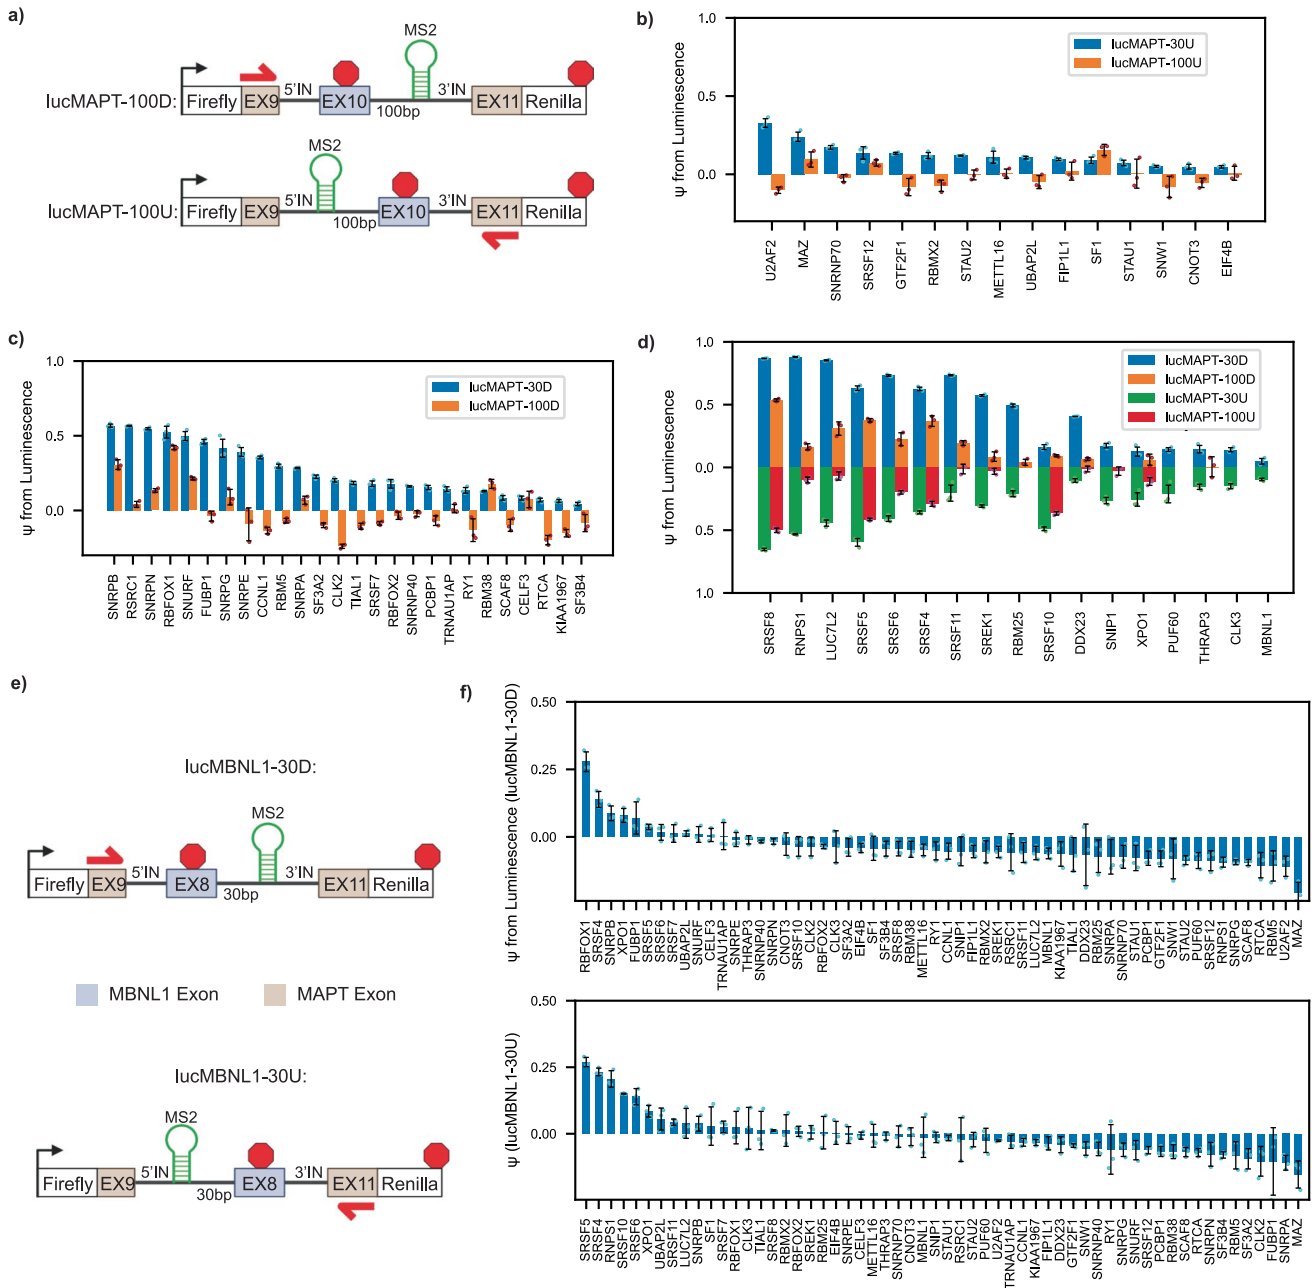 a)
MS2
lucMAPT-100D:
Firefly
EX9
5'IN
EX10
100bp
3'IN
EX11
Renilla
MS2
lucMAPT-100U:
Firefly
EX9
5'IN
100bp
EX10
3'IN
EX11
Renilla
b)
ψ from Luminescence
1.0
0.5
0.0
lucMAPT-30U
lucMAPT-100U
U2AF2
MAZ
SNRNP70
SRSF12
GTF2F1
RBMX2
STAU2
METTL16
UBAP2L
FIP1L1
SF1
STAU1
SNW1
CNOT3
EIF4B
c)
ψ from Luminescence
1.0
0.5
0.0
lucMAPT-30D
lucMAPT-100D
SNRPB
RSRC1
SNRPN
RBFOX1
SNURF
FUBP1
SNRPG
SNRPE
CCNL1
RBM5
SNRPA
SF3A2
CLK2
TIAL1
SRSF7
RBFOX2
SNRNP40
PCBP1
TRNAU1AP
RY1
RBM38
SCAF8
CELF3
RTCA
KIAA1967
SF3B4
d)
ψ from Luminescence
1.0
0.5
0.0
0.5
1.0
lucMAPT-30D
lucMAPT-100D
lucMAPT-30U
lucMAPT-100U
SRSF8
RNPS1
LUC7L2
SRSF5
SRSF6
SRSF4
SRSF11
SREK1
RBM25
SRSF10
DDX23
SNIP1
XPO1
PUF60
THRAP3
CLK3
MBNL1
e)
lucMBNL1-30D:
MS2
Firefly
EX9
5'IN
EX8
30bp
3'IN
EX11
Renilla
MBNL1 Exon
MAPT Exon
lucMBNL1-30U:
MS2
Firefly
EX9
5'IN
30bp
EX8
3'IN
EX11
Renilla
f)
ψ from Luminescence (lucMBNL1-30D)
0.50
0.25
0.00
RBFOX1
SRSF4
SNRPB
XPO1
FUBP1
SRSF5
SRSF6
SRSF7
UBAP2L
SNURF
CELF3
TRNAU1AP
SNRPE
THRAP3
SNRNP40
SNRPN
CNOT3
SRSF10
CLK2
RBFOX2
CLK3
SF3A2
EIF4B
SF1
SF3B4
SRSF8
RBM38
METTL16
RY1
CCNL1
SNIP1
FIP1L1
RBMX2
SREK1
RSRC1
SRSF11
LUC7L2
MBNL1
KIAA1967
TIAL1
DDX23
RBM25
SNRPA
SNRNP70
STAU1
PCBP1
GTF2F1
SNW1
STAU2
PUF60
SRSF12
RNPS1
SNRPG
SCAF8
RTCA
RBM5
U2AF2
MAZ
ψ (lucMBNL1-30U)
0.50
0.25
0.00
SRSF5
SRSF4
RNPS1
SRSF10
SRSF6
XPO1
UBAP2L
SRSF11
LUC7L2
SNRPB
SF1
SRSF7
RBFOX1
CLK3
TIAL1
SRSF8
RBMX2
RBFOX2
SREK1
RBM25
EIF4B
SNRPE
CELF3
METTL16
THRAP3
SNRNP70
CNOT3
MBNL1
SNIP1
STAU1
RSRC1
STAU2
PUF60
U2AF2
TRNAU1AP
CCNL1
KIAA1967
FIP1L1
DDX23
GTF2F1
SNW1
SNRNP40
RY1
SNRPG
SNURF
SRSF12
PCBP1
RBM38
SCAF8
RTCA
SNRPN
SF3B4
RBM5
SF3A2
CLK2
FUBP1
SNRPA
MAZ